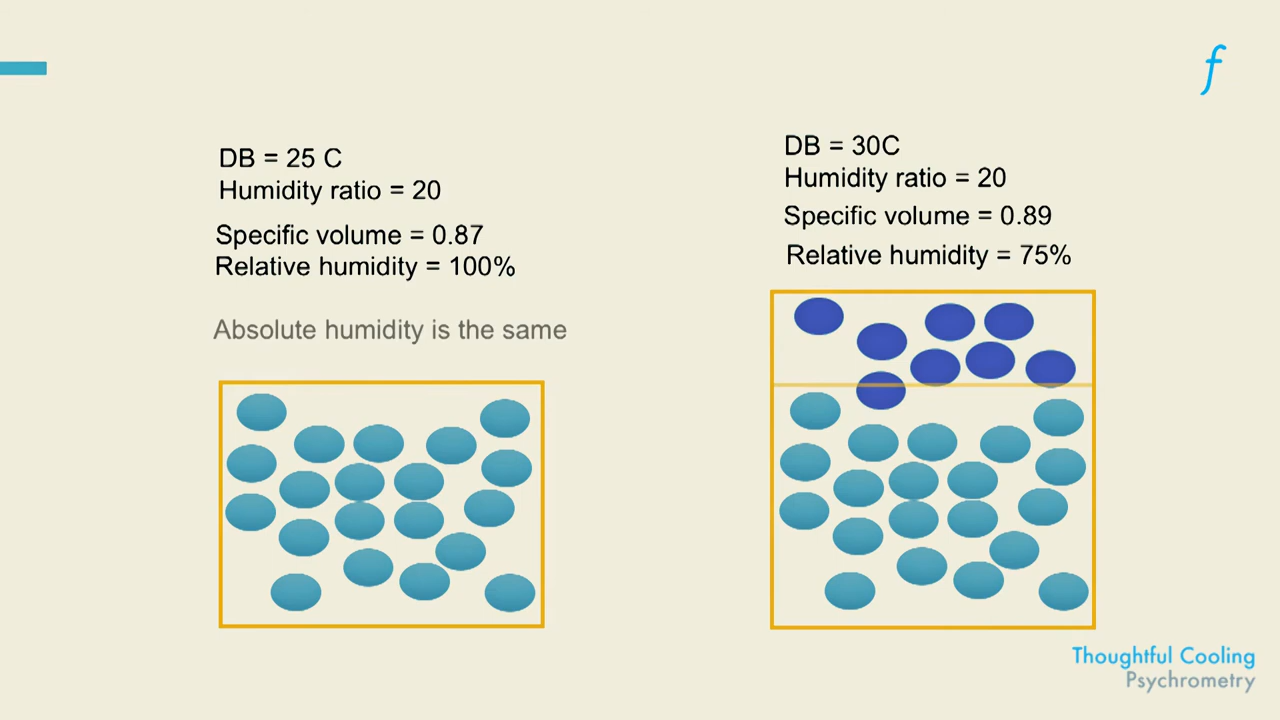 f
DB = 25 C
Humidity ratio = 20
Specific volume = 0.87
Relative humidity = 100%
Absolute humidity is the same
DB = 30C
Humidity ratio = 20
Specific volume = 0.89
Relative humidity = 75%
Thoughtful Cooling
Psychrometry